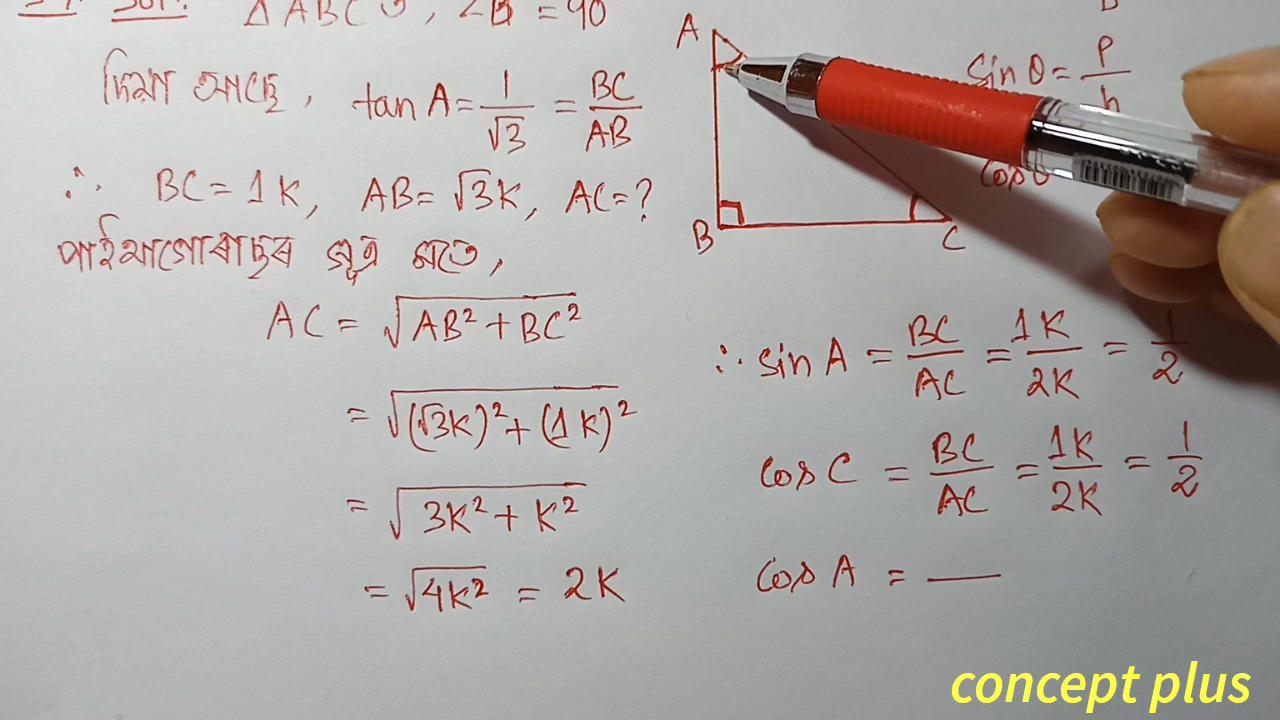 Δ ABC ত, ∠B = 90°
দিয়া আছে, tan A = 1/√3 = BC/AB
∴ BC = 1K, AB = √3K, AC = ?
পাইথাগোৰাছৰ সূত্ৰ মতে,
AC = √(AB² + BC²)
= √((√3K)² + (1K)²)
= √(3K² + K²)
= √(4K²) = 2K
A
B
C
sin θ = P/h
cos θ
∴ sin A = BC/AC = 1K/2K = 1/2
cos C = BC/AC = 1K/2K = 1/2
cos A = —
concept plus